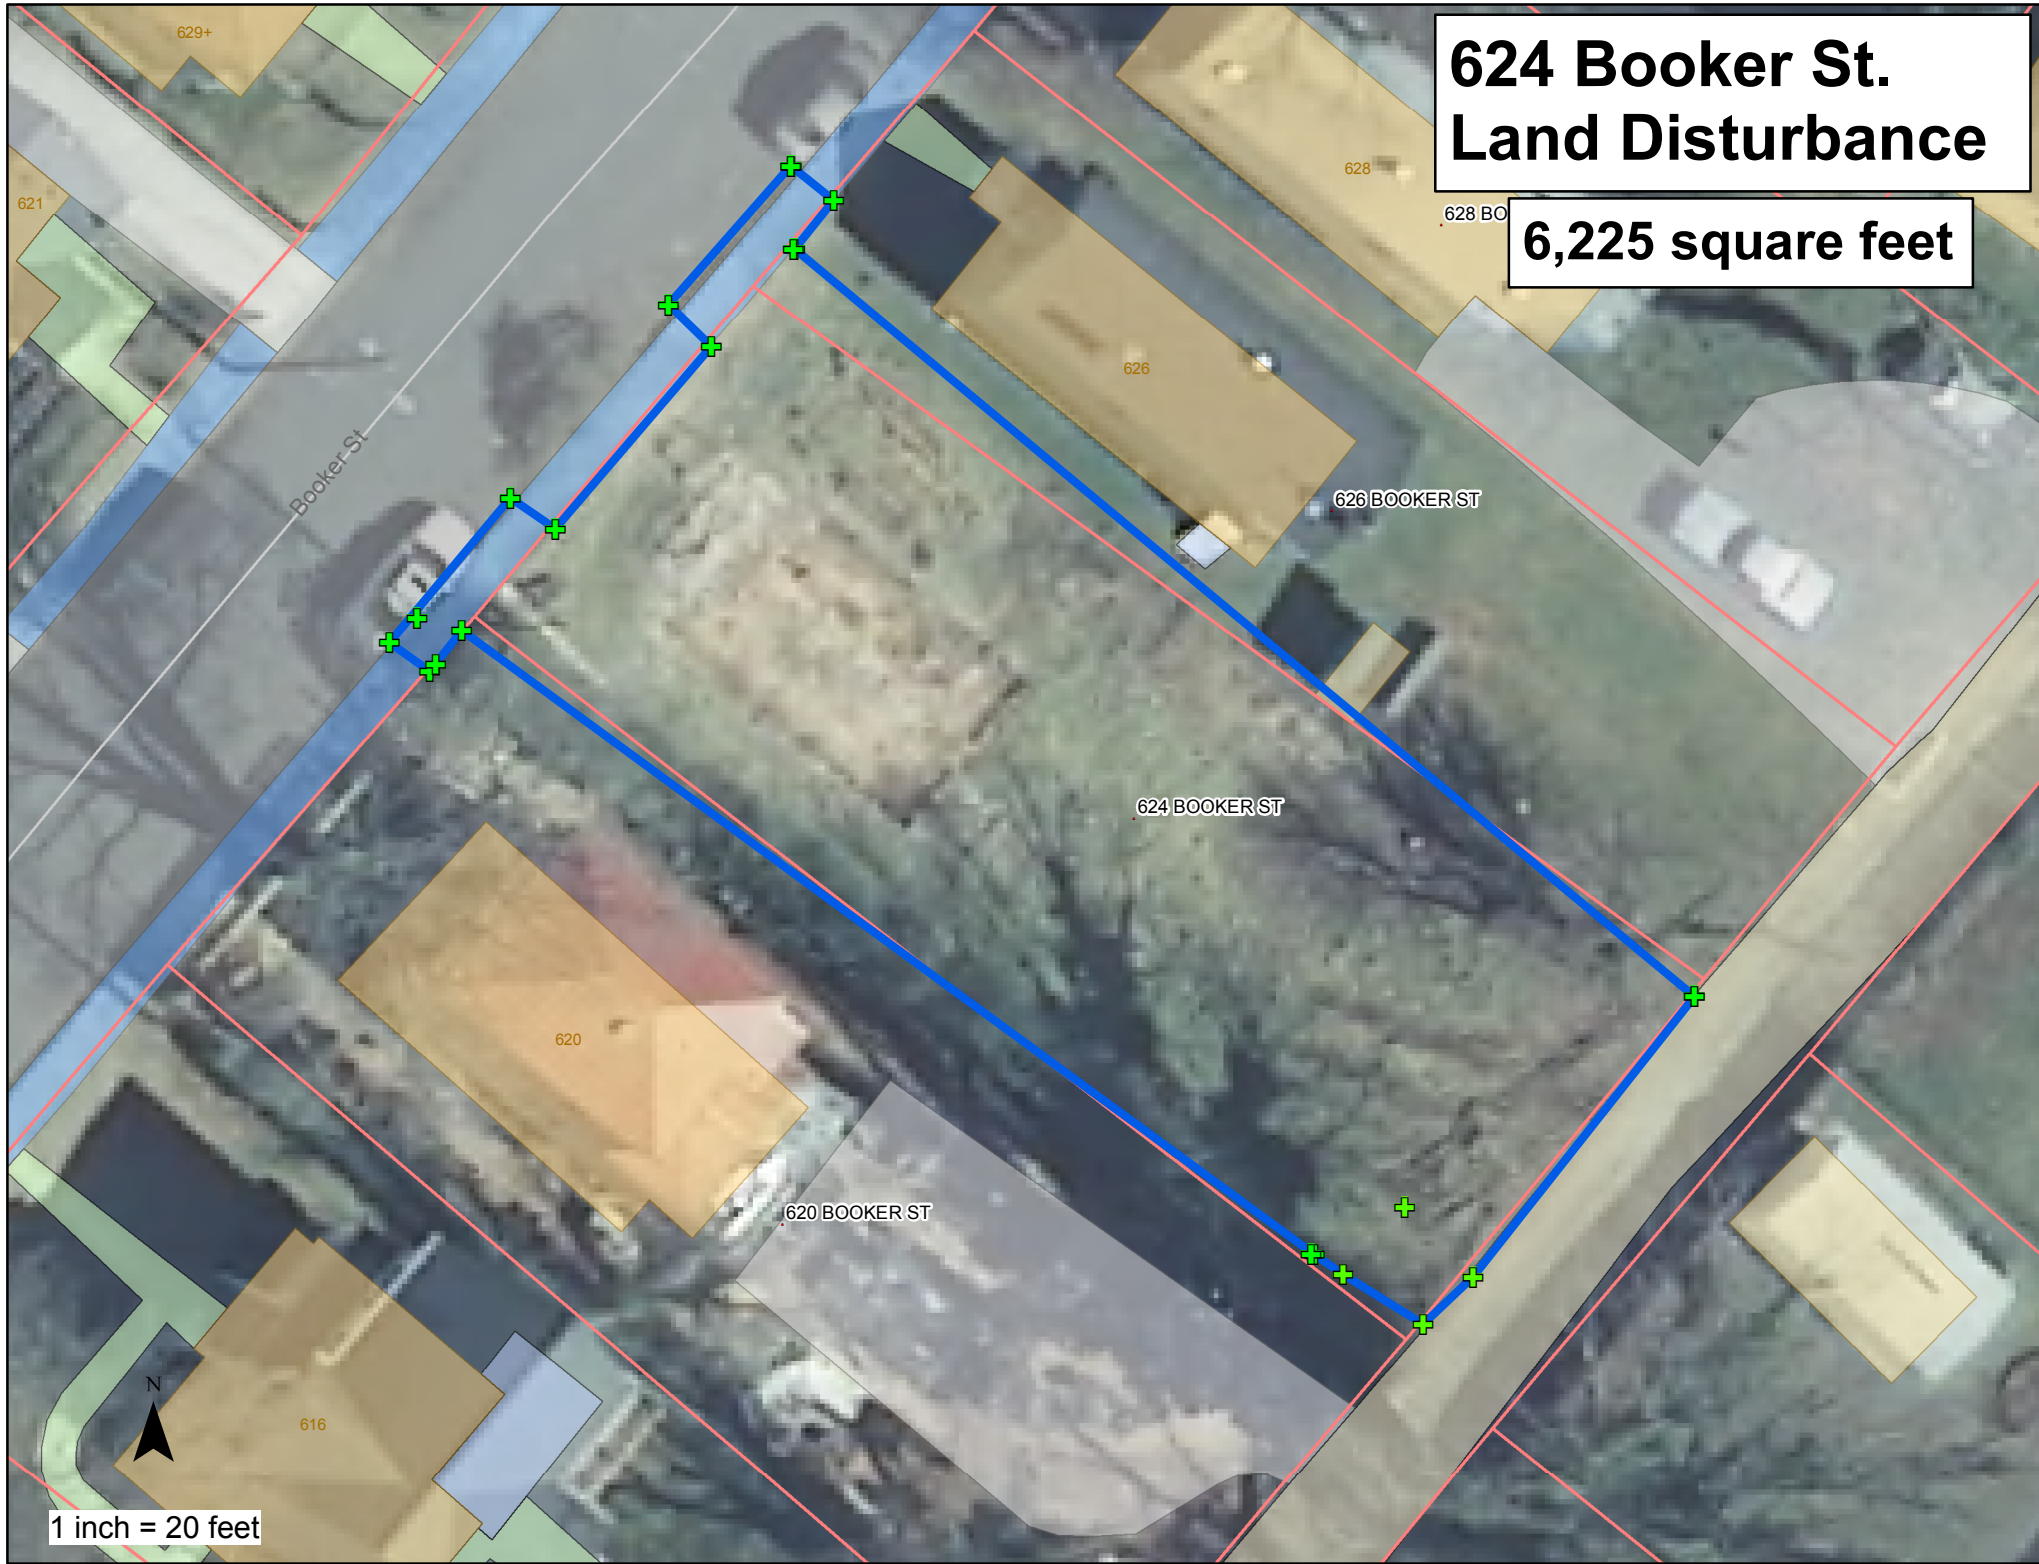 624 Booker St.
Land Disturbance
6,225 square feet
629+
621
628
628 BO
626
Booker St
626 BOOKER ST
624 BOOKER ST
620
620 BOOKER ST
N
616
1 inch = 20 feet